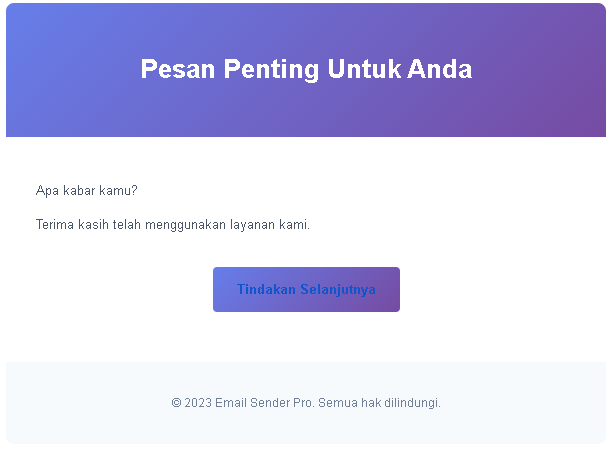 Pesan Penting Untuk Anda
Apa kabar kamu?
Terima kasih telah menggunakan layanan kami.
Tindakan Selanjutnya
© 2023 Email Sender Pro. Semua hak dilindungi.